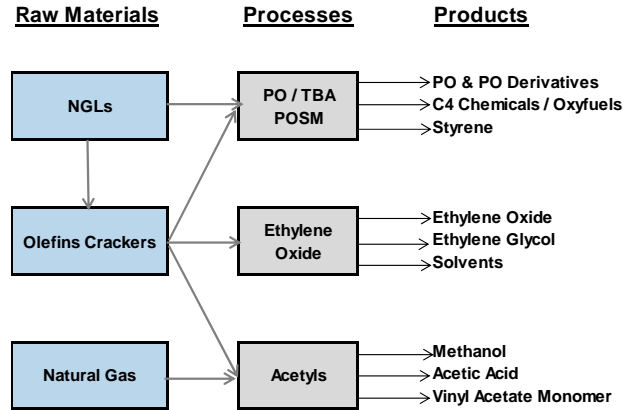 Raw Materials
Processes
Products
NGLs
PO / TBA
POSM
PO & PO Derivatives
C4 Chemicals / Oxyfuels
Styrene
Olefins Crackers
Ethylene
Oxide
Ethylene Oxide
Ethylene Glycol
Solvents
Natural Gas
Acetyls
Methanol
Acetic Acid
Vinyl Acetate Monomer